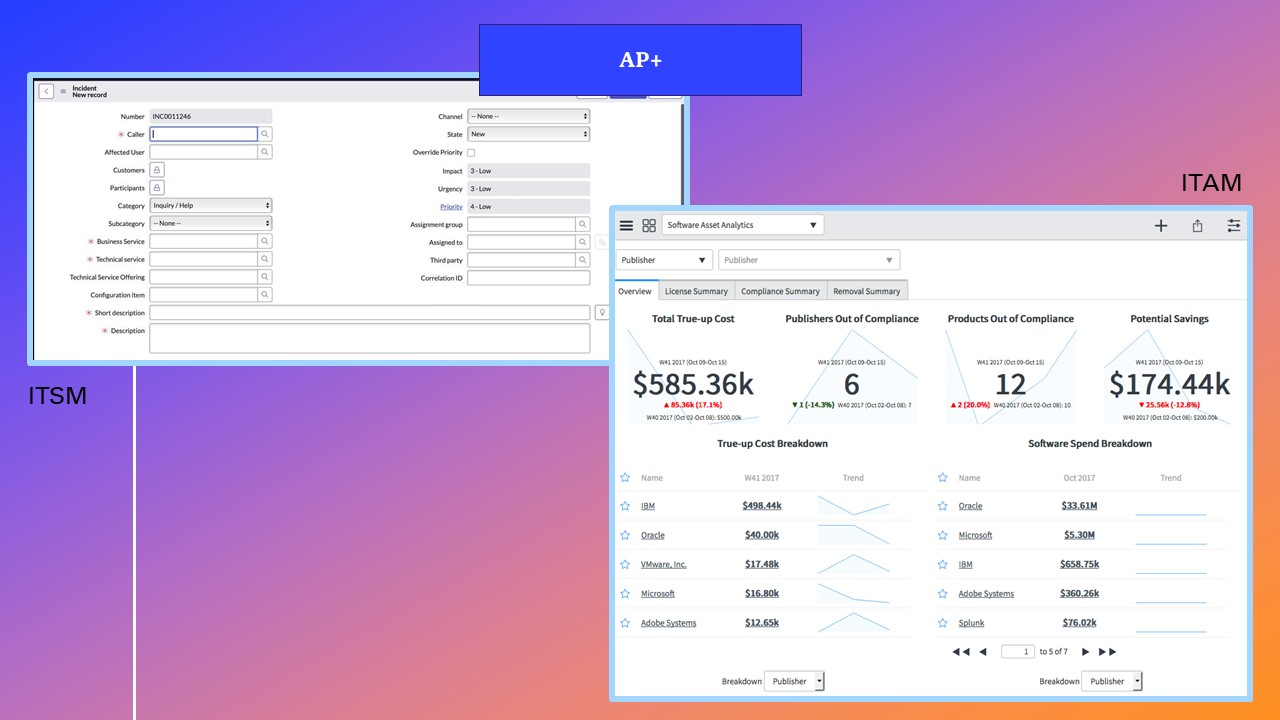 AP+
Incident
New record
Number INC0011246
* Caller
Affected User
Customers
Participants
Category Inquiry / Help
Subcategory -- None --
* Business Service
* Technical service
Technical Service Offering
Configuration item
* Short description
* Description
Channel -- None --
State New
Override Priority
Impact 3 - Low
Urgency 3 - Low
Priority 4 - Low
Assignment group
Assigned to
Third party
Correlation ID
ITSM
ITAM
Software Asset Analytics
Publisher Publisher
Overview License Summary Compliance Summary Removal Summary
Total True-up Cost
W41 2017 (Oct 09-Oct 15)
$585.36k
▲ 85.36k (17.1%)
W40 2017 (Oct 02-Oct 08): $500.00k
Publishers Out of Compliance
W41 2017 (Oct 09-Oct 15)
6
▼ 1 (-14.3%) W40 2017 (Oct 02-Oct 08): 7
Products Out of Compliance
W41 2017 (Oct 09-Oct 15)
12
▲ 2 (20.0%) W40 2017 (Oct 02-Oct 08): 10
Potential Savings
W41 2017 (Oct 09-Oct 15)
$174.44k
▼ 25.56k (-12.8%)
W40 2017 (Oct 02-Oct 08): $200.00k
True-up Cost Breakdown
Name W41 2017 Trend
IBM $498.44k
Oracle $40.00k
VMware, Inc. $17.48k
Microsoft $16.80k
Adobe Systems $12.65k
Breakdown Publisher
Software Spend Breakdown
Name Oct 2017 Trend
Oracle $33.61M
Microsoft $5.30M
IBM $658.75k
Adobe Systems $360.26k
Splunk $76.02k
1 to 5 of 7
Breakdown Publisher